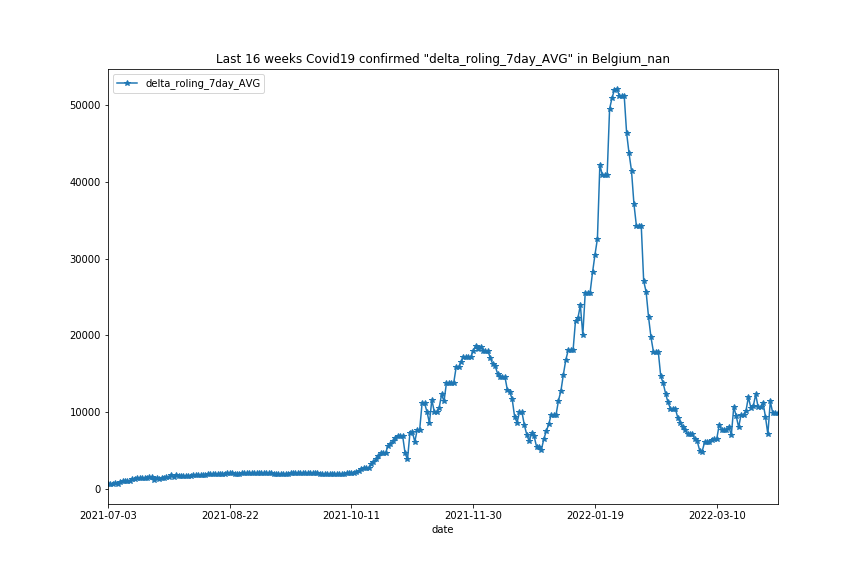 Last 16 weeks Covid19 confirmed "delta_roling_7day_AVG" in Belgium_nan
delta_roling_7day_AVG
50000
40000
30000
20000
10000
0
2021-07-03 2021-08-22 2021-10-11 2021-11-30 2022-01-19 2022-03-10
date